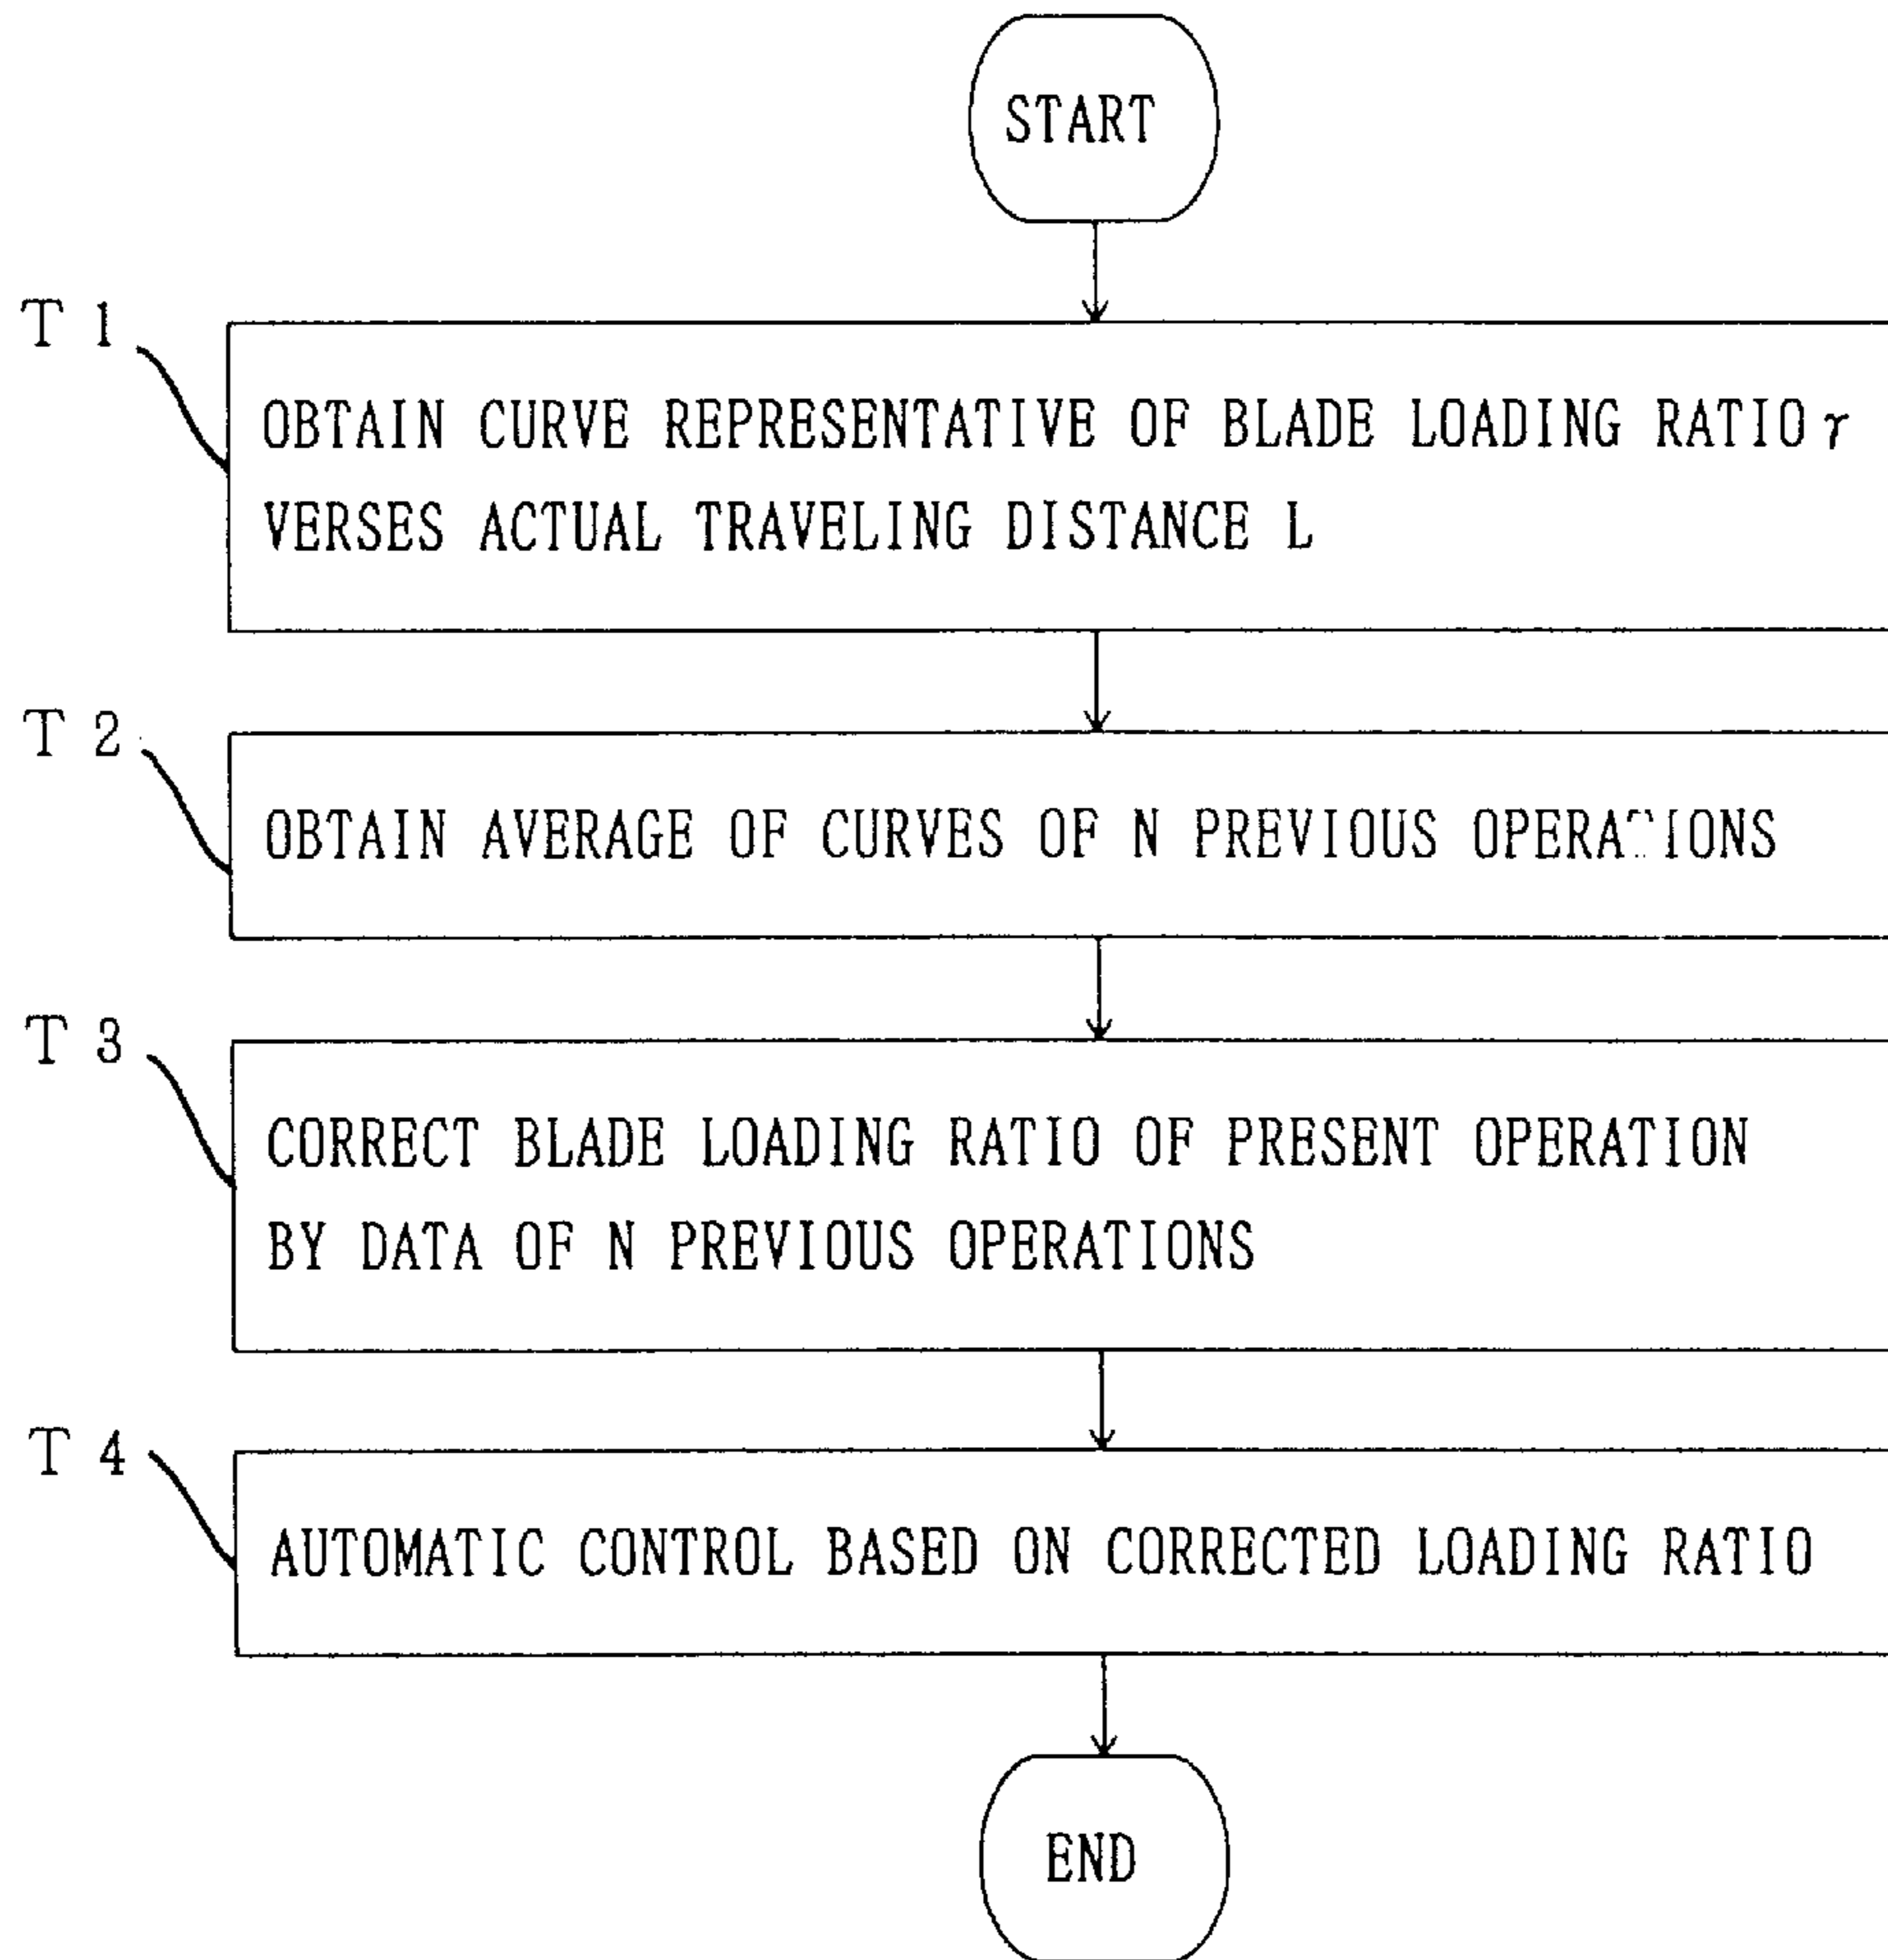 START
T 1
OBTAIN CURVE REPRESENTATIVE OF BLADE LOADING RATIO γ
VERSES ACTUAL TRAVELING DISTANCE L
T 2
OBTAIN AVERAGE OF CURVES OF N PREVIOUS OPERATIONS
T 3
CORRECT BLADE LOADING RATIO OF PRESENT OPERATION
BY DATA OF N PREVIOUS OPERATIONS
T 4
AUTOMATIC CONTROL BASED ON CORRECTED LOADING RATIO
END